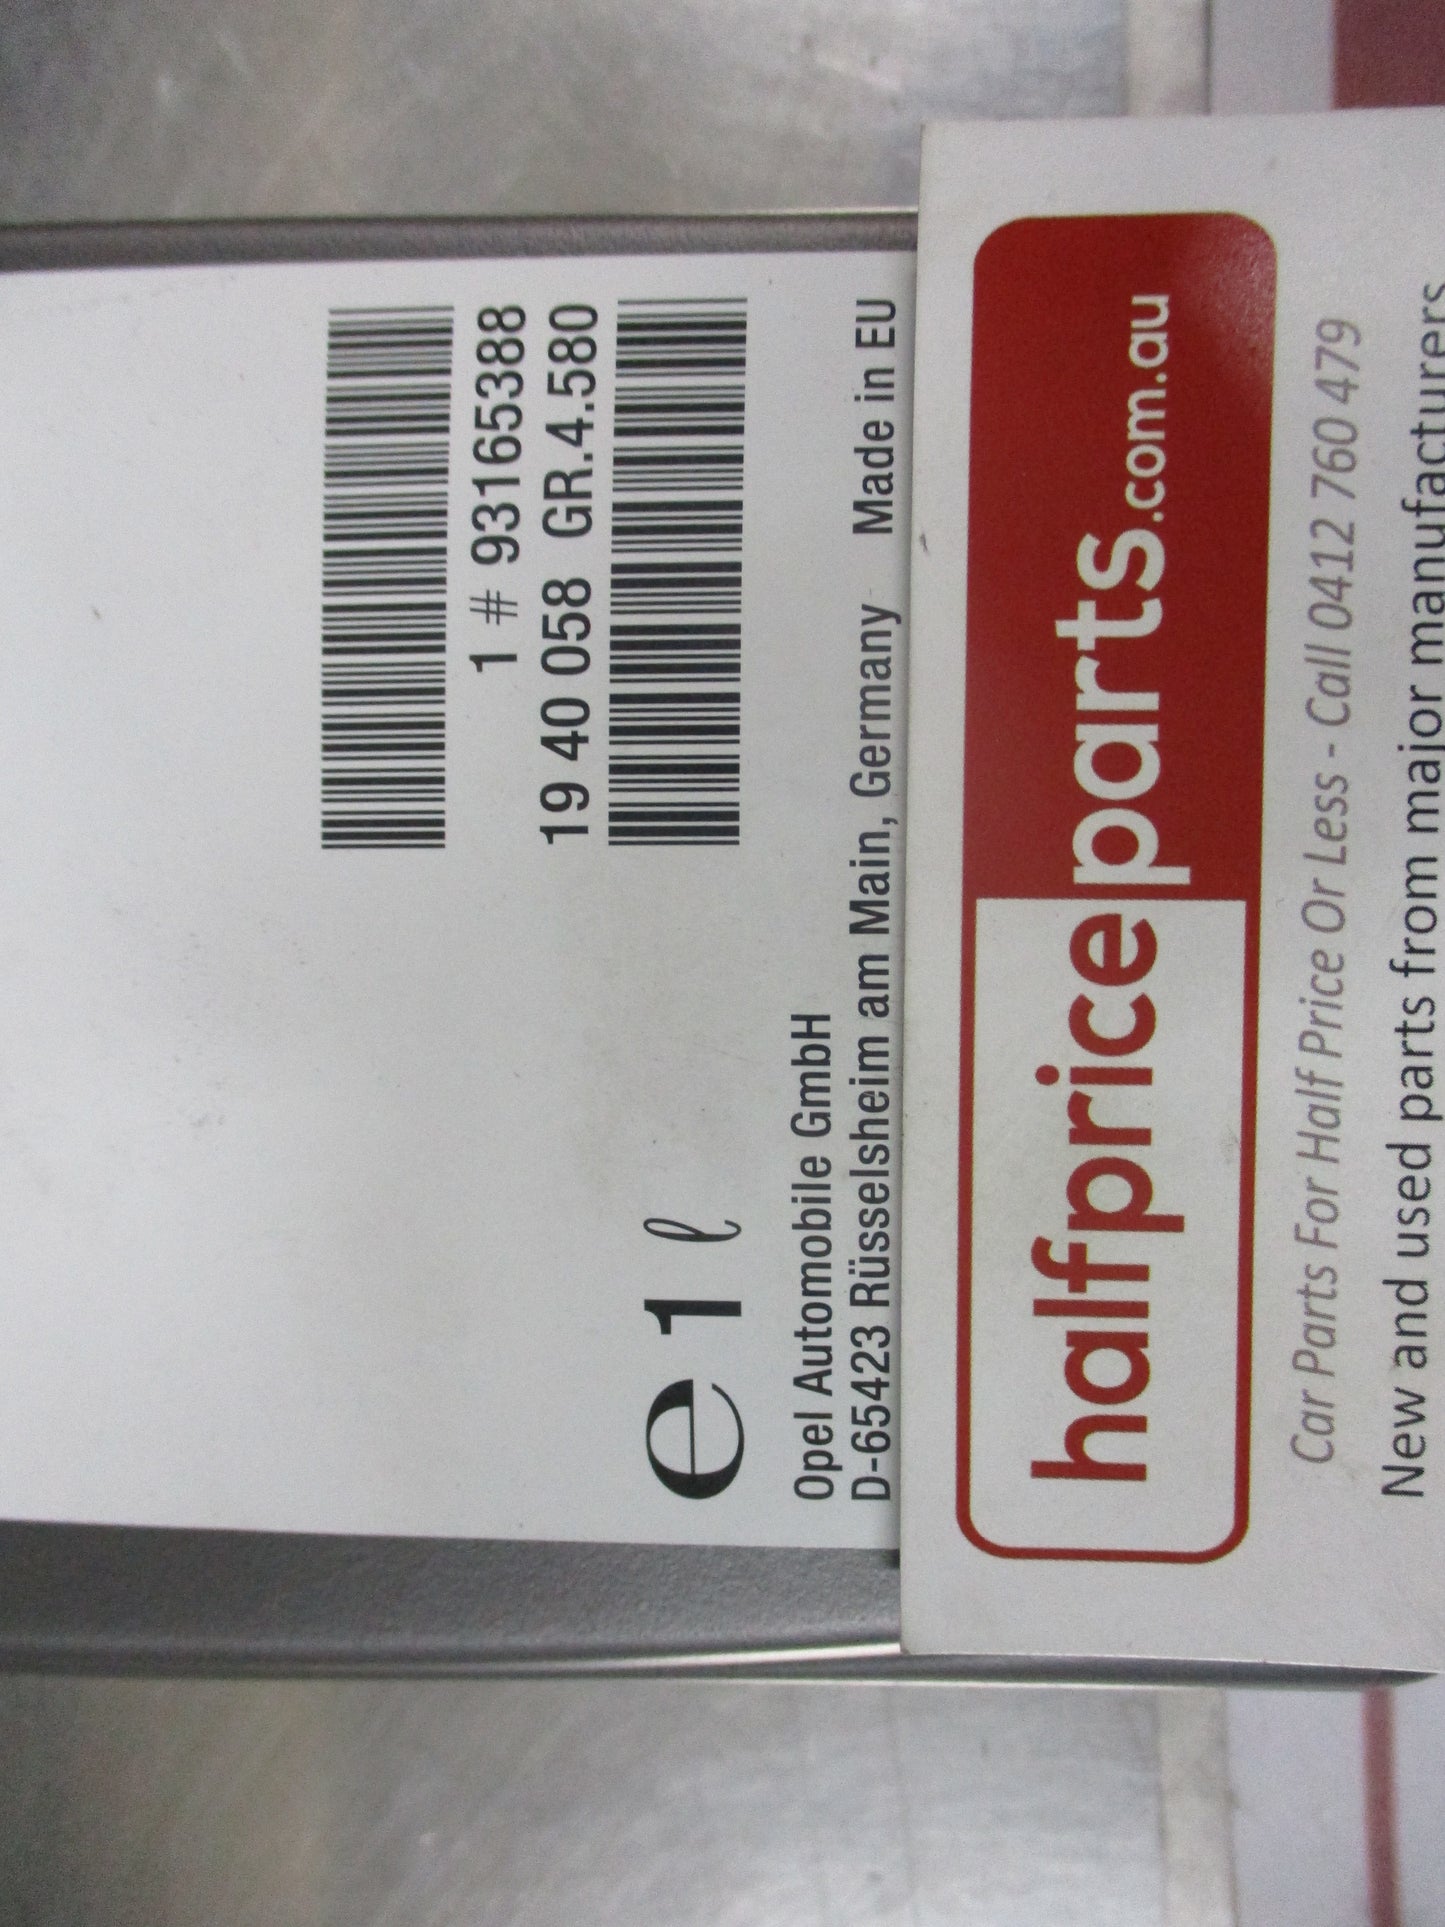 1 # 93165388
19 40 058 GR.4.580
e 1 ℓ
Opel Automobile GmbH
D-65423 Rüsselsheim am Main, Germany Made in EU
halfpriceparts.com.au
Car Parts For Half Price Or Less - Call 0412 760 479
New and used parts from major manufacturers